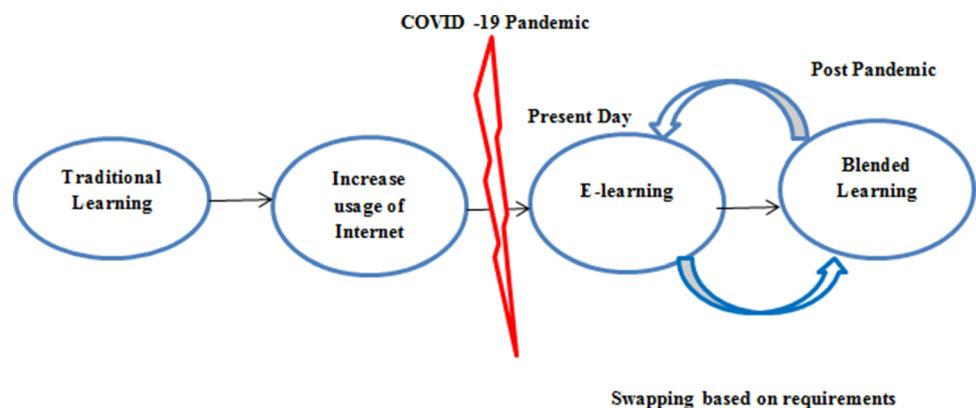 COVID -19 Pandemic
Post Pandemic
Present Day
Traditional
Learning
Increase
usage of
Internet
E-learning
Blended
Learning
Swapping based on requirements